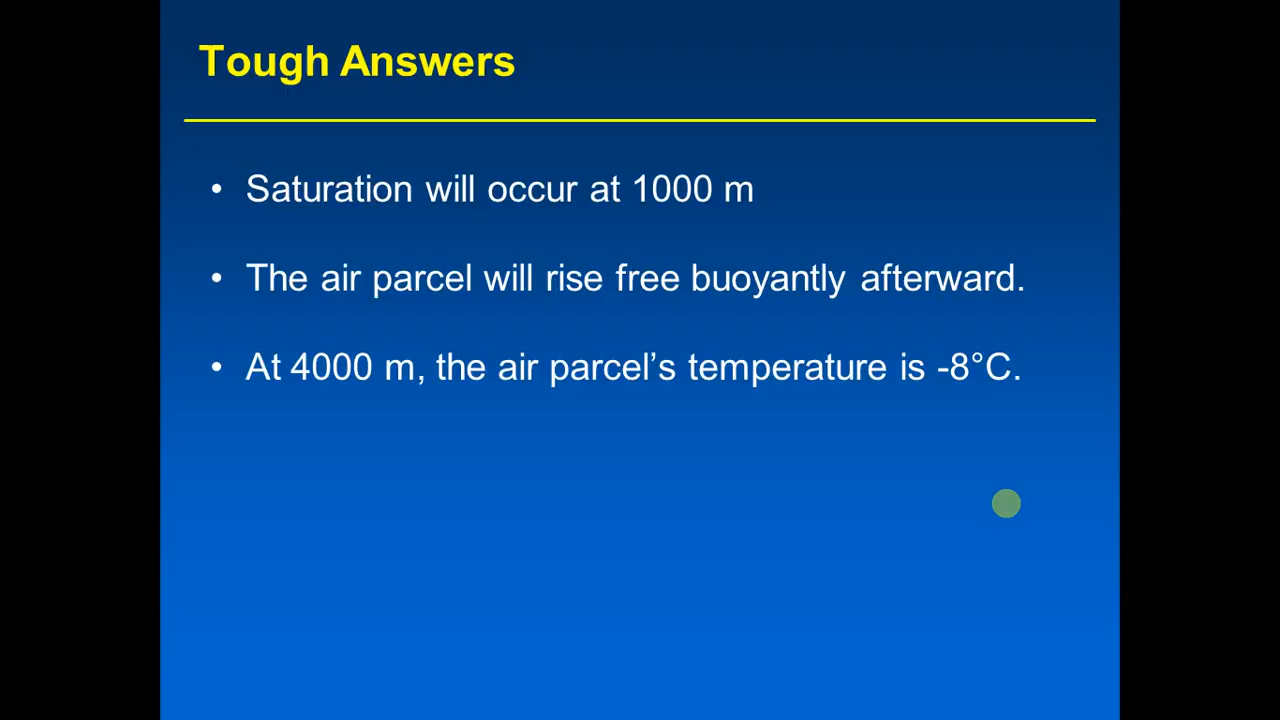 Tough Answers
• Saturation will occur at 1000 m
• The air parcel will rise free buoyantly afterward.
• At 4000 m, the air parcel’s temperature is -8°C.